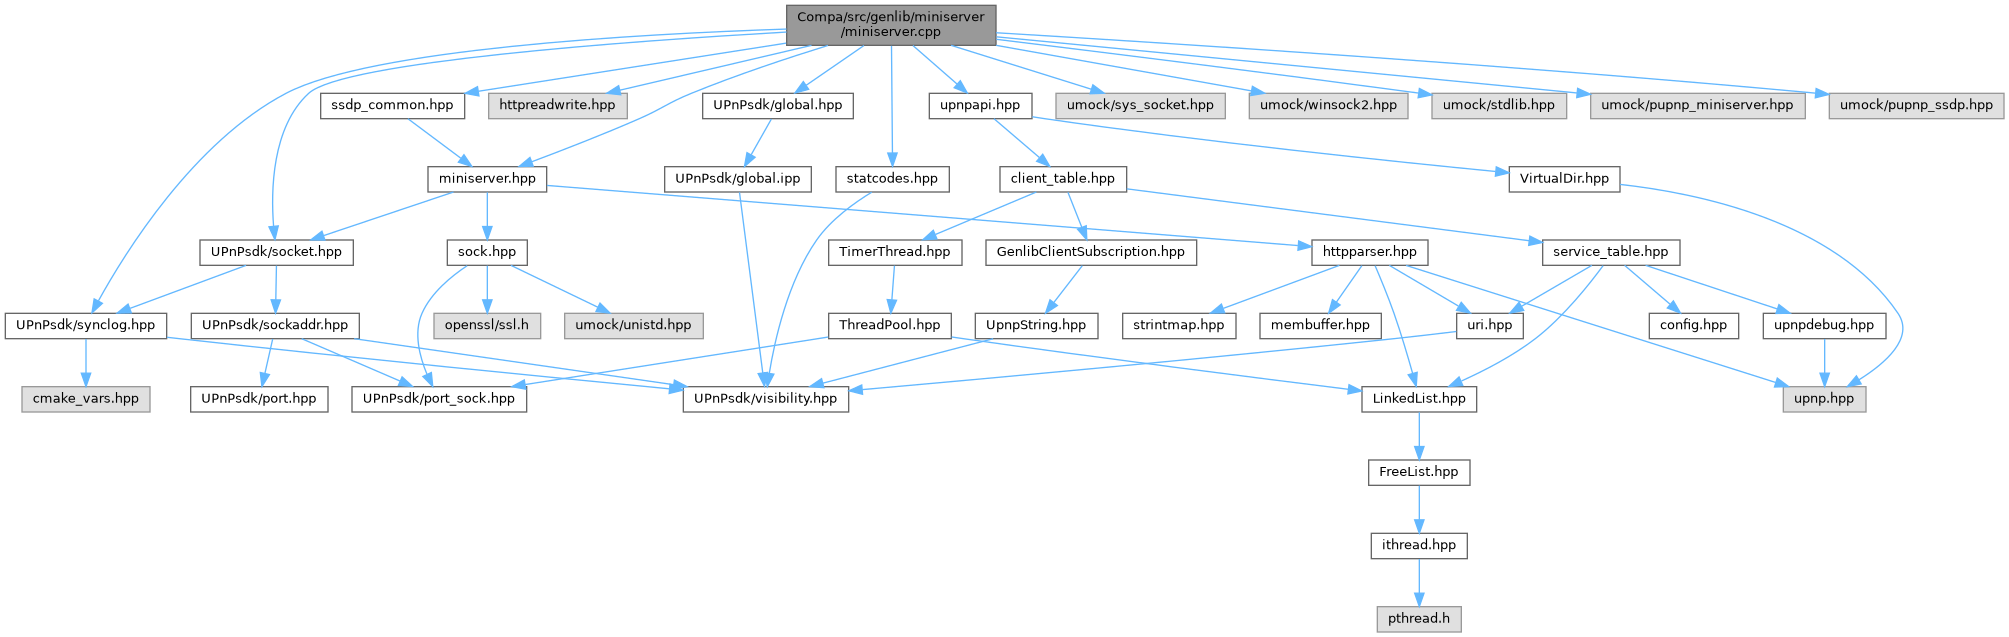 Compa/src/genlib/miniserver
/miniserver.cpp
ssdp_common.hpp
httpreadwrite.hpp
UPnPsdk/global.hpp
upnpapi.hpp
umock/sys_socket.hpp
umock/winsock2.hpp
umock/stdlib.hpp
umock/pupnp_miniserver.hpp
umock/pupnp_ssdp.hpp
miniserver.hpp
UPnPsdk/global.ipp
statcodes.hpp
client_table.hpp
VirtualDir.hpp
UPnPsdk/socket.hpp
sock.hpp
TimerThread.hpp
GenlibClientSubscription.hpp
httpparser.hpp
service_table.hpp
UPnPsdk/synclog.hpp
UPnPsdk/sockaddr.hpp
openssl/ssl.h
umock/unistd.hpp
ThreadPool.hpp
UpnpString.hpp
strintmap.hpp
membuffer.hpp
uri.hpp
config.hpp
upnpdebug.hpp
cmake_vars.hpp
UPnPsdk/port.hpp
UPnPsdk/port_sock.hpp
UPnPsdk/visibility.hpp
LinkedList.hpp
upnp.hpp
FreeList.hpp
ithread.hpp
pthread.h